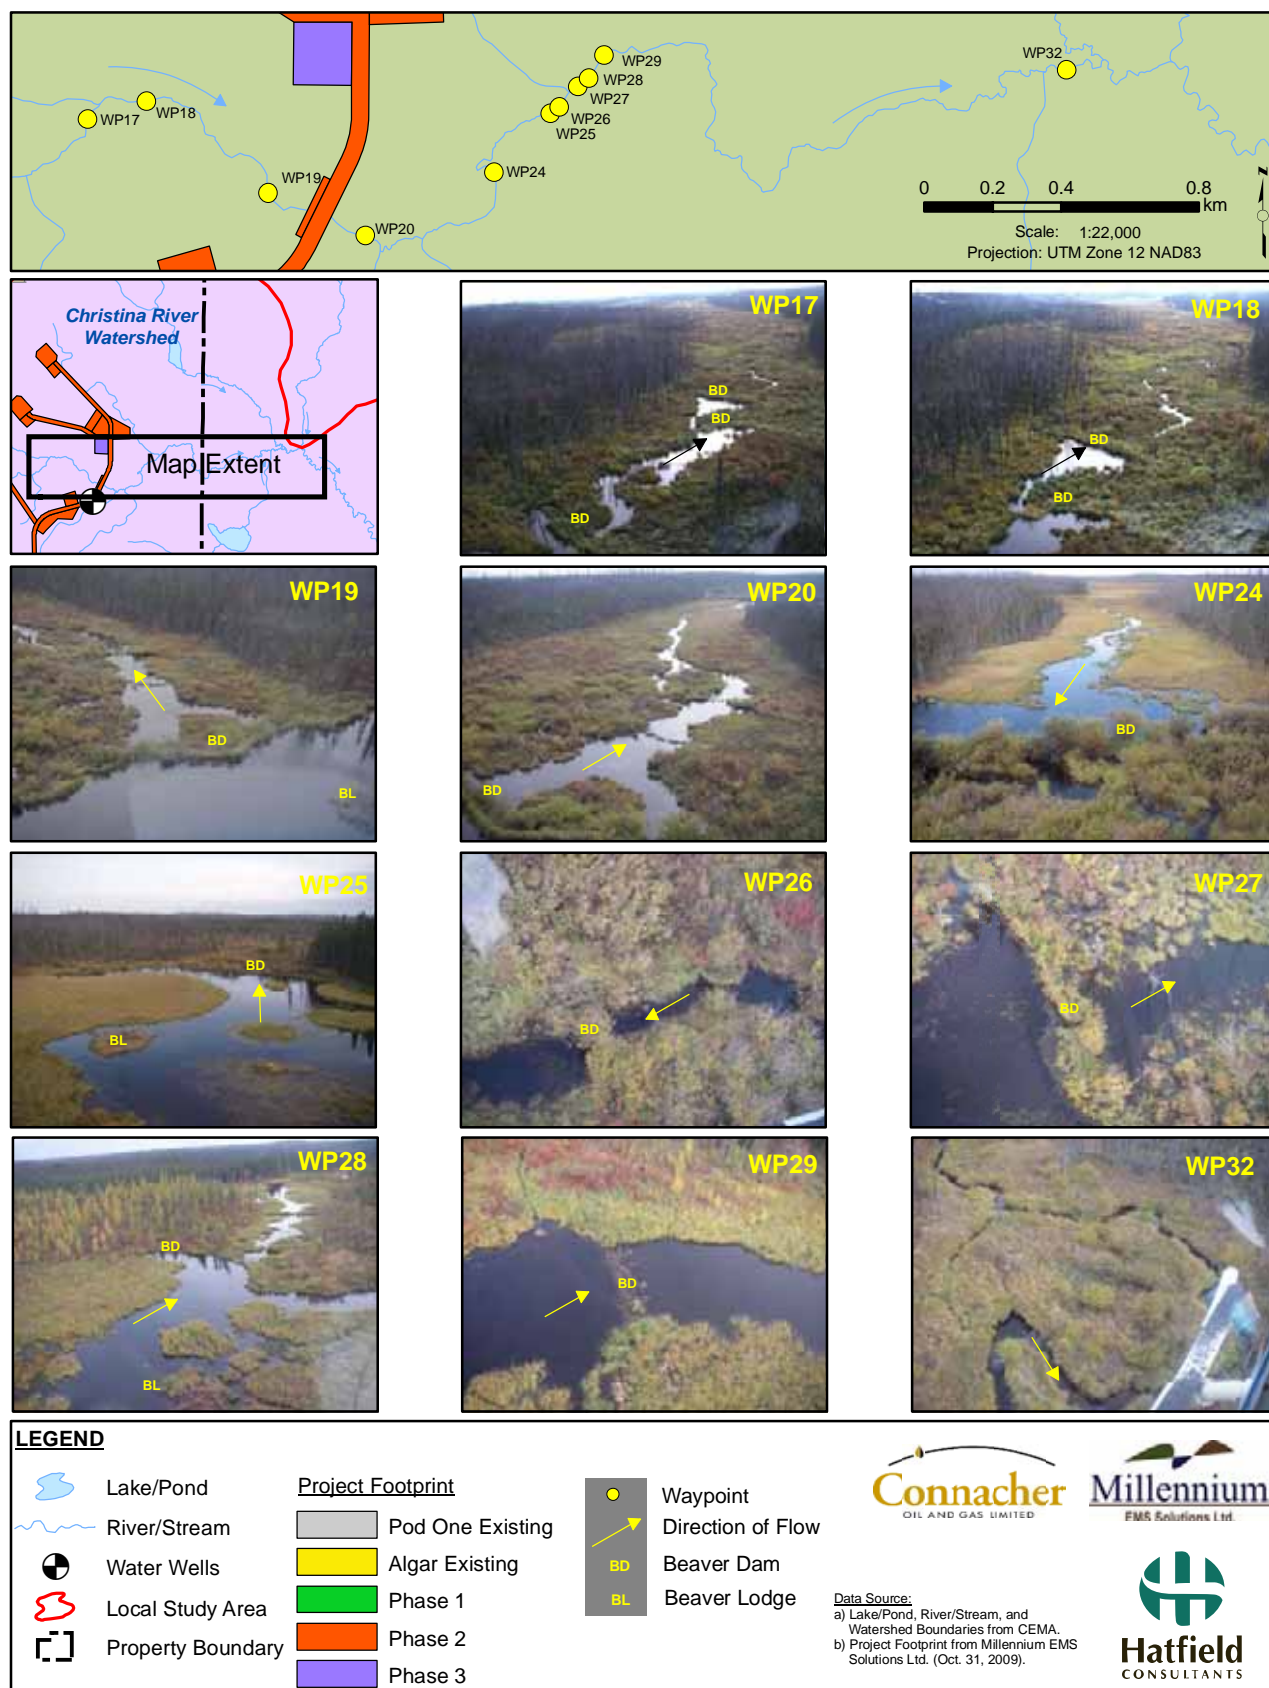 WP29
WP28
WP27
WP26
WP25
WP32
WP17
WP18
WP19
WP24
WP20
0 0.2 0.4 0.8
km
Scale: 1:22,000
Projection: UTM Zone 12 NAD83
Z
Christina River
Watershed
Map Extent
WP17
BD
BD
BD
WP18
BD
BD
WP19
BD
BL
WP20
BD
WP24
BD
WP25
BD
BL
WP26
BD
WP27
BD
WP28
BD
BL
WP29
BD
WP32
LEGEND
Lake/Pond
River/Stream
Water Wells
Local Study Area
Property Boundary
Project Footprint
Pod One Existing
Algar Existing
Phase 1
Phase 2
Phase 3
Waypoint
Direction of Flow
BD Beaver Dam
BL Beaver Lodge
Connacher
OIL AND GAS LIMITED
Millennium
EMS Solutions Ltd.
Data Source:
a) Lake/Pond, River/Stream, and
Watershed Boundaries from CEMA.
b) Project Footprint from Millennium EMS
Solutions Ltd. (Oct. 31, 2009).
Hatfield
CONSULTANTS